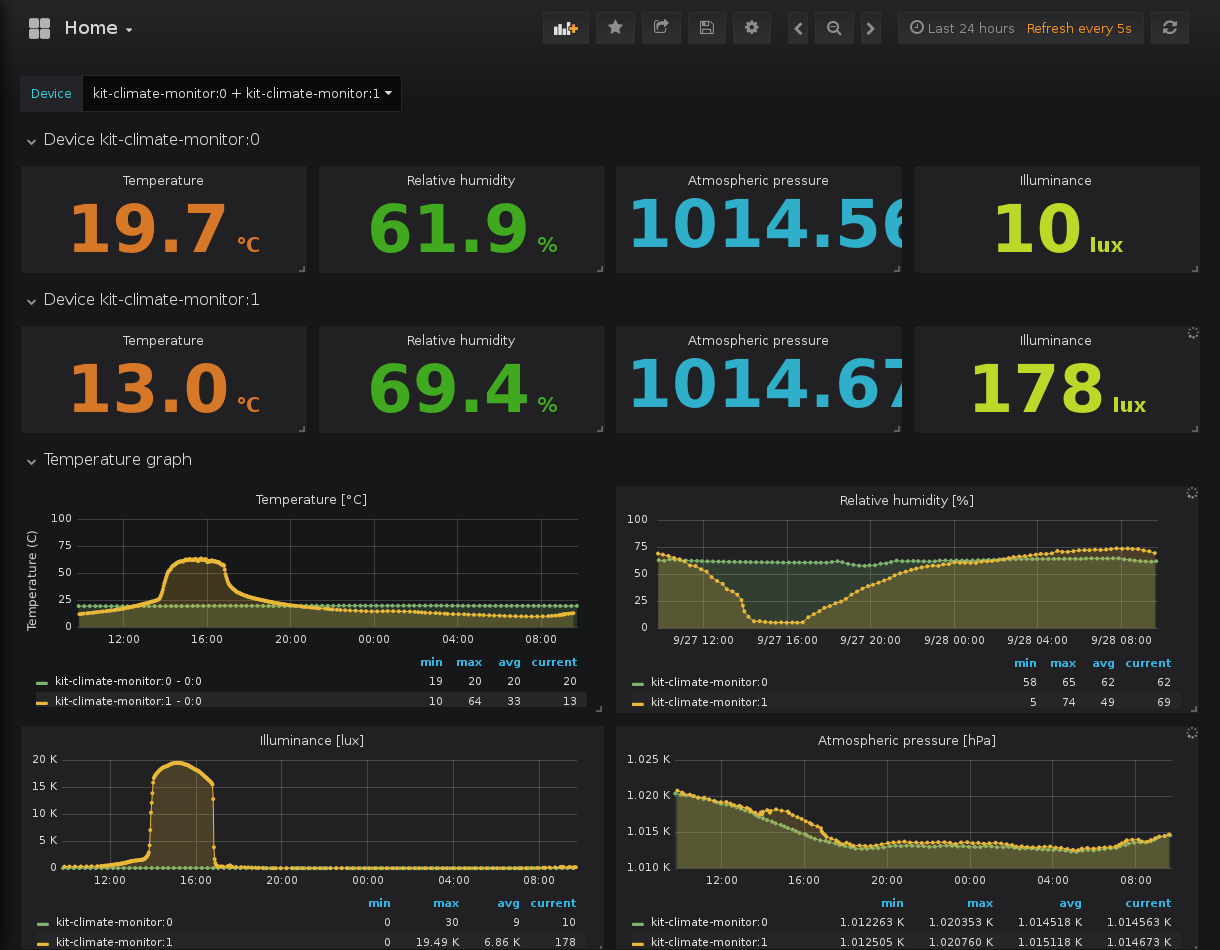 Home
Last 24 hours Refresh every 5s
Device kit-climate-monitor:0 + kit-climate-monitor:1
Device kit-climate-monitor:0
Temperature Relative humidity Atmospheric pressure Illuminance
19.7 °C 61.9 % 1014.56 10 lux
Device kit-climate-monitor:1
Temperature Relative humidity Atmospheric pressure Illuminance
13.0 °C 69.4 % 1014.67 178 lux
Temperature graph
Temperature [°C]
Temperature (C)
100
75
50
25
0
12:00 16:00 20:00 00:00 04:00 08:00
min max avg current
kit-climate-monitor:0 - 0:0 19 20 20 20
kit-climate-monitor:1 - 0:0 10 64 33 13
Relative humidity [%]
100
75
50
25
0
9/27 12:00 9/27 16:00 9/27 20:00 9/28 00:00 9/28 04:00 9/28 08:00
min max avg current
kit-climate-monitor:0 58 65 62 62
kit-climate-monitor:1 5 74 49 69
Illuminance [lux]
20 K
15 K
10 K
5 K
0
12:00 16:00 20:00 00:00 04:00 08:00
min max avg current
kit-climate-monitor:0 0 30 9 10
kit-climate-monitor:1 0 19.49 K 6.86 K 178
Atmospheric pressure [hPa]
1.025 K
1.020 K
1.015 K
1.010 K
12:00 16:00 20:00 00:00 04:00 08:00
min max avg current
kit-climate-monitor:0 1.012263 K 1.020353 K 1.014518 K 1.014563 K
kit-climate-monitor:1 1.012505 K 1.020760 K 1.015118 K 1.014673 K